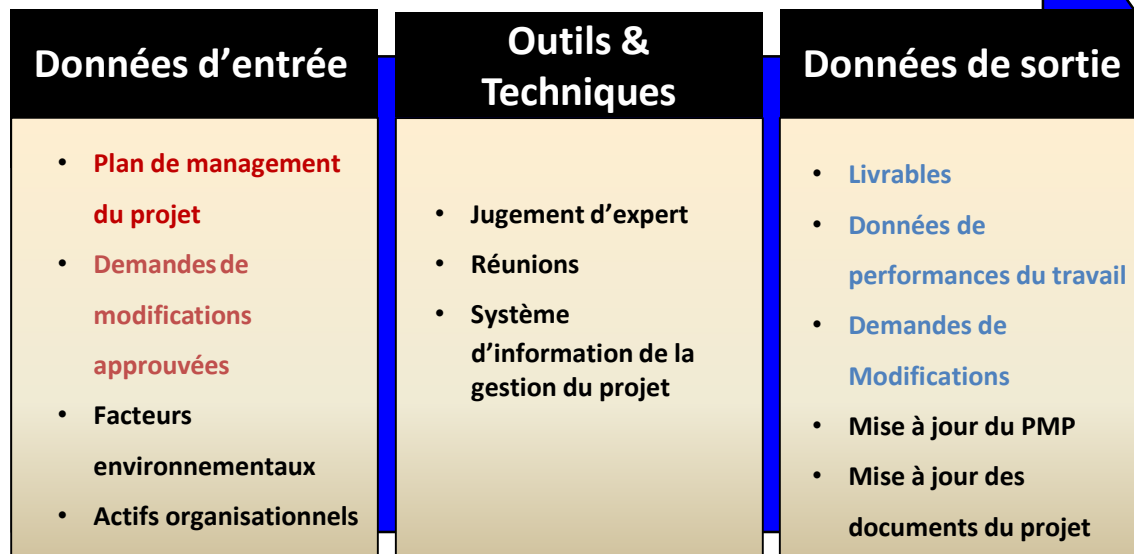 Données d'entrée
• Plan de management
du projet
• Demandes de
modifications
approuvées
• Facteurs
environnementaux
• Actifs organisationnels
Outils &
Techniques
• Jugement d'expert
• Réunions
• Système
d'information de la
gestion du projet
Données de sortie
• Livrables
• Données de
performances du travail
• Demandes de
Modifications
• Mise à jour du PMP
• Mise à jour des
documents du projet